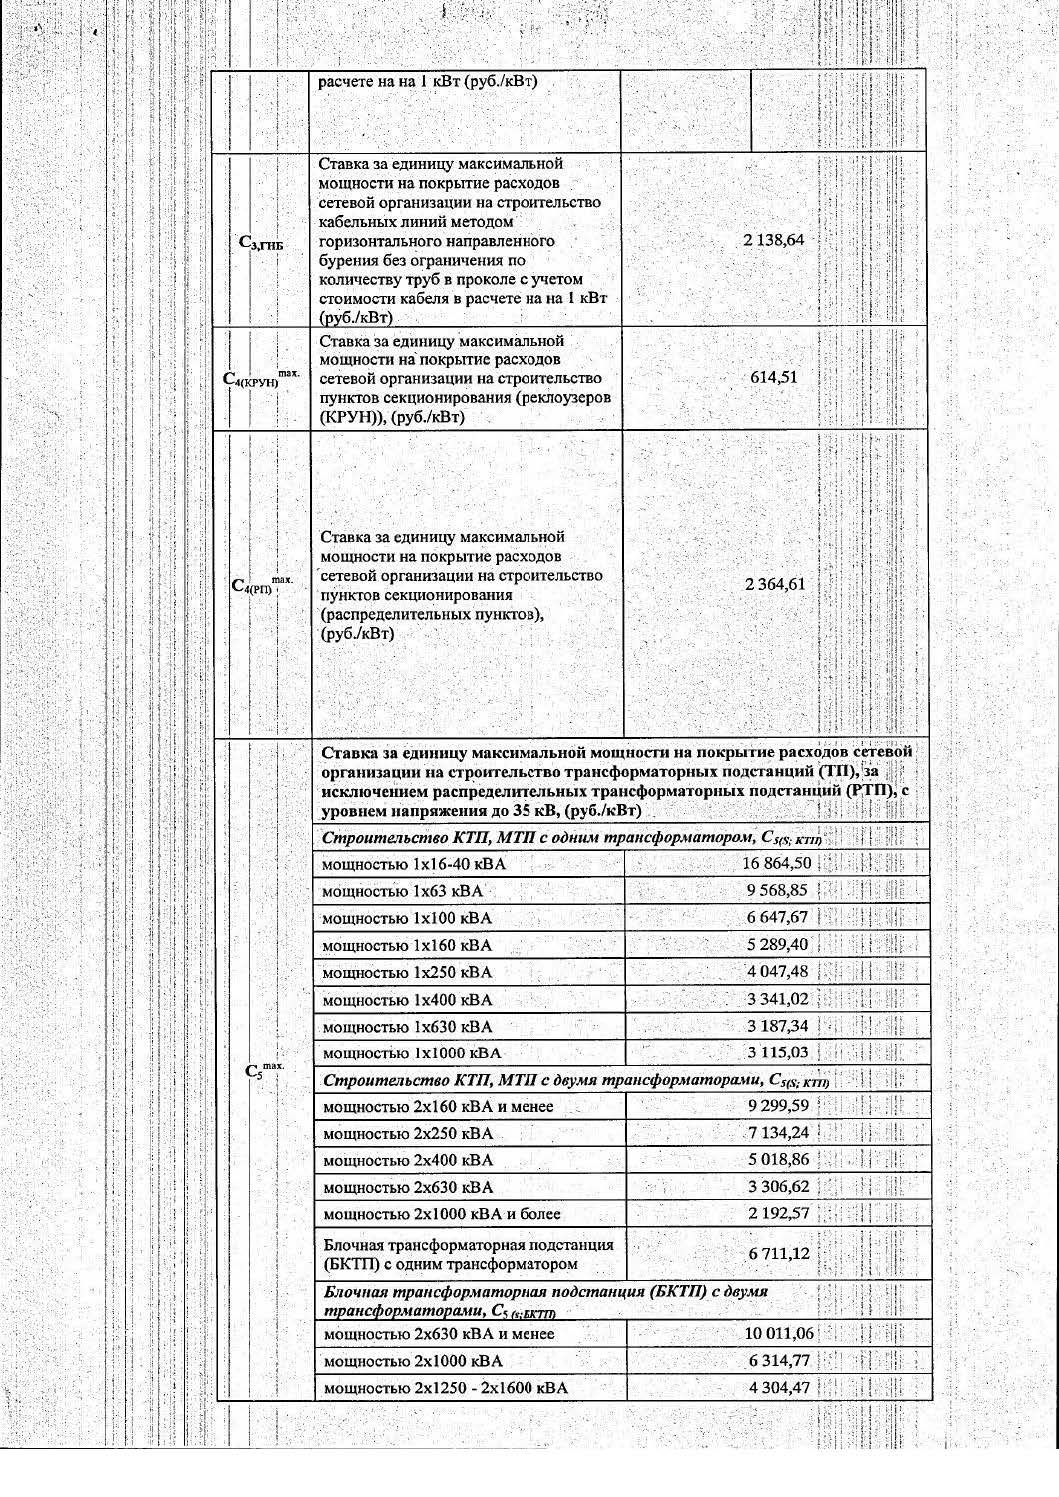 расчете на на 1 кВт (руб./кВт)
Ставка за единицу максимальной
мощности на покрытие расходов
сетевой организации на строительство
кабельных линий методом
С3,ГНБ
горизонтального направленного
2 138,64
бурения без ограничения по
количеству труб в проколе с учетом
стоимости кабеля в расчете на на 1 кВт
(руб./кВт)
Ставка за единицу максимальной
мощности на покрытие расходов
С4(КРУН) max.
сетевой организации на строительство
614,51
пунктов секционирования (реклоузеров
(КРУН)), (руб./кВт)
Ставка за единицу максимальной
мощности на покрытие расходов
сетевой организации на строительство
С4(РП) max.
2 364,61
пунктов секционирования
(распределительных пунктов),
(руб./кВт)
С5 max.
Ставка за единицу максимальной мощности на покрытие расходов сетевой
организации на строительство трансформаторных подстанций (ТП), за
исключением распределительных трансформаторных подстанций (РТП), с
уровнем напряжения до 35 кВ, (руб./кВт)
Строительство КТП, МТП с одним трансформатором, С5(S; КТП)
мощностью 1х16-40 кВА 16 864,50
мощностью 1х63 кВА 9 568,85
мощностью 1х100 кВА 6 647,67
мощностью 1х160 кВА 5 289,40
мощностью 1х250 кВА 4 047,48
мощностью 1х400 кВА 3 341,02
мощностью 1х630 кВА 3 187,34
мощностью 1х1000 кВА 3 115,03
Строительство КТП, МТП с двумя трансформаторами, С5(S; КТП)
мощностью 2х160 кВА и менее 9 299,59
мощностью 2х250 кВА 7 134,24
мощностью 2х400 кВА 5 018,86
мощностью 2х630 кВА 3 306,62
мощностью 2х1000 кВА и более 2 192,57
Блочная трансформаторная подстанция
(БКТП) с одним трансформатором
6 711,12
Блочная трансформаторная подстанция (БКТП) с двумя
трансформаторами, С5 (s;БКТП)
мощностью 2х630 кВА и менее 10 011,06
мощностью 2х1000 кВА 6 314,77
мощностью 2х1250 - 2х1600 кВА 4 304,47